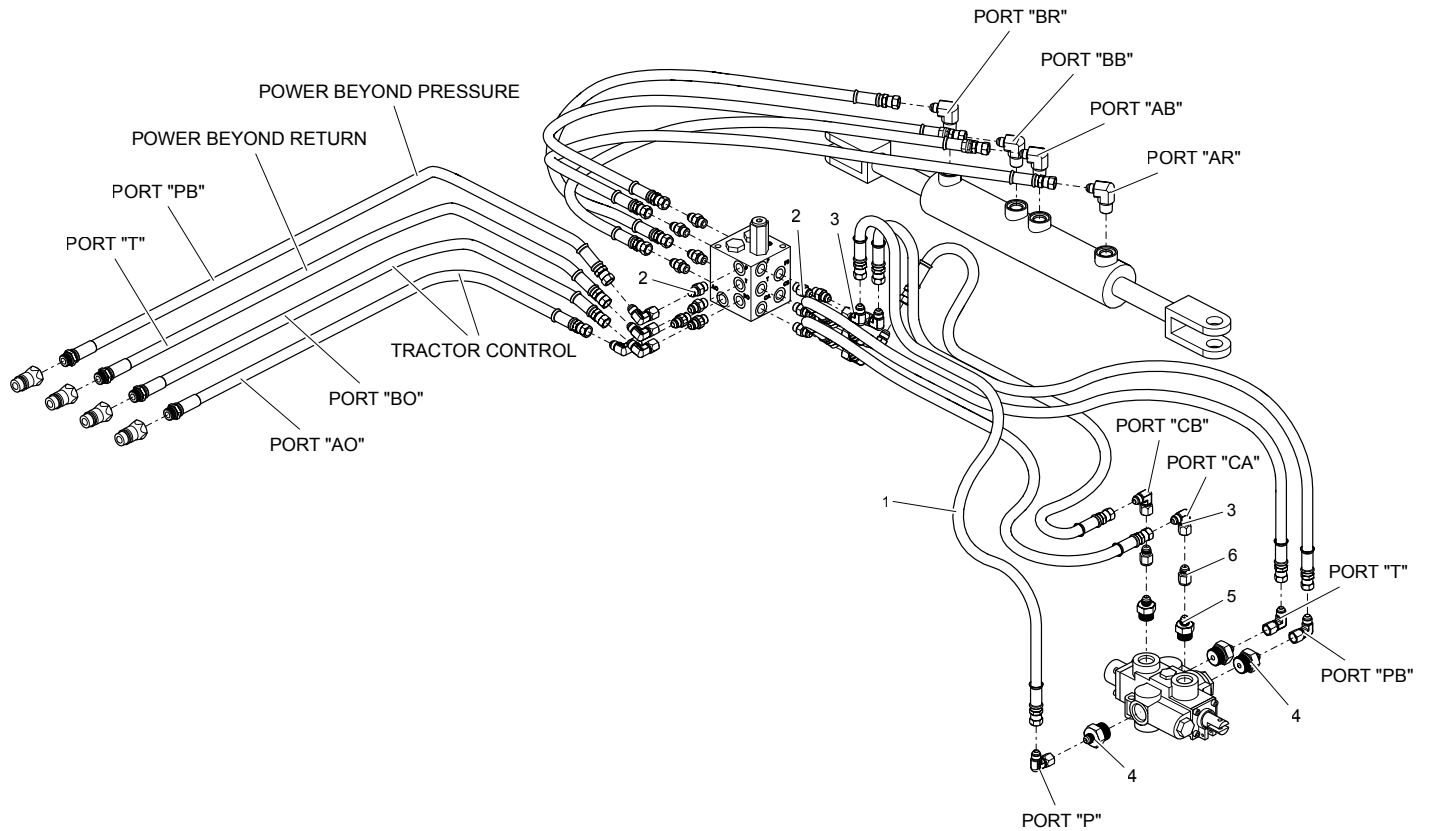 PORT "BR"
PORT "BB"
PORT "AB"
PORT "AR"
POWER BEYOND PRESSURE
POWER BEYOND RETURN
PORT "PB"
PORT "T"
2
3
2
TRACTOR CONTROL
PORT "BO"
PORT "AO"
PORT "CB"
PORT "CA"
1
3
6
PORT "T"
5
PORT "PB"
4
4
PORT "P"